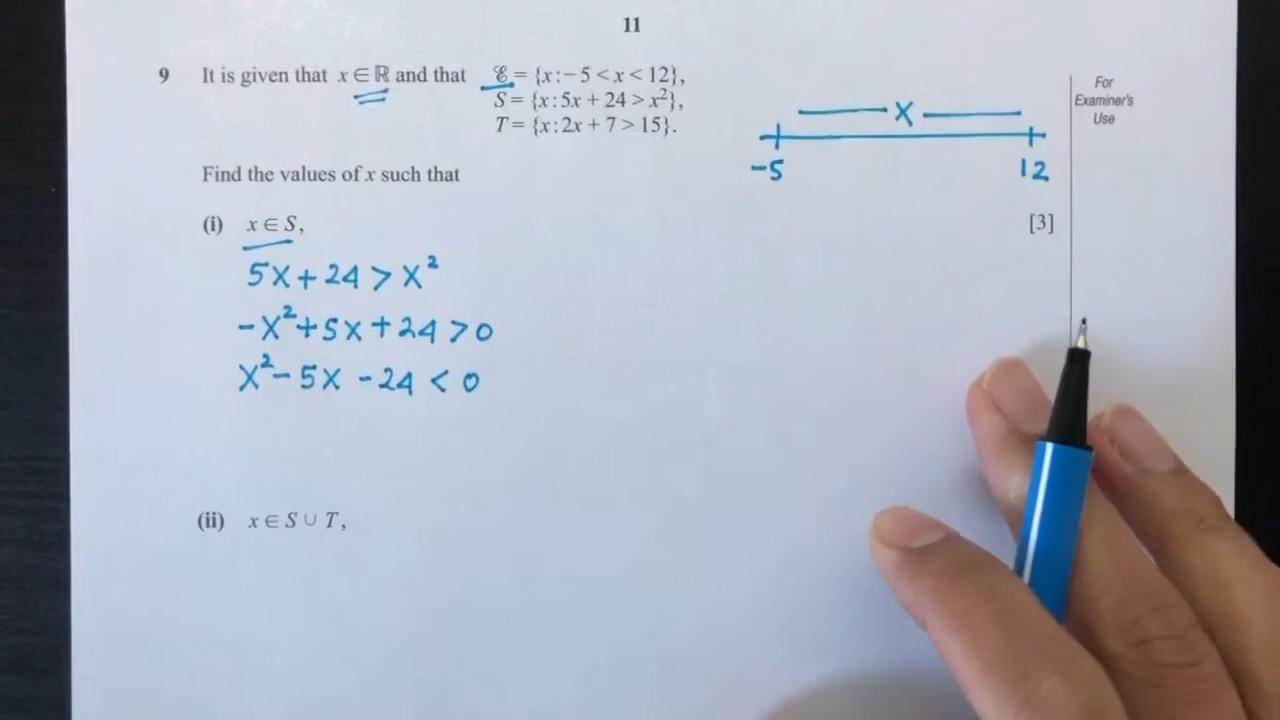 11
9 It is given that x ∈ ℝ and that ℰ = {x : −5 < x < 12},
S = {x : 5x + 24 > x²},
T = {x : 2x + 7 > 15}.
For
Examiner's
Use
x
-5 12
Find the values of x such that
(i) x ∈ S, [3]
5x + 24 > x²
-x² + 5x + 24 > 0
x² - 5x - 24 < 0
(ii) x ∈ S ∪ T,